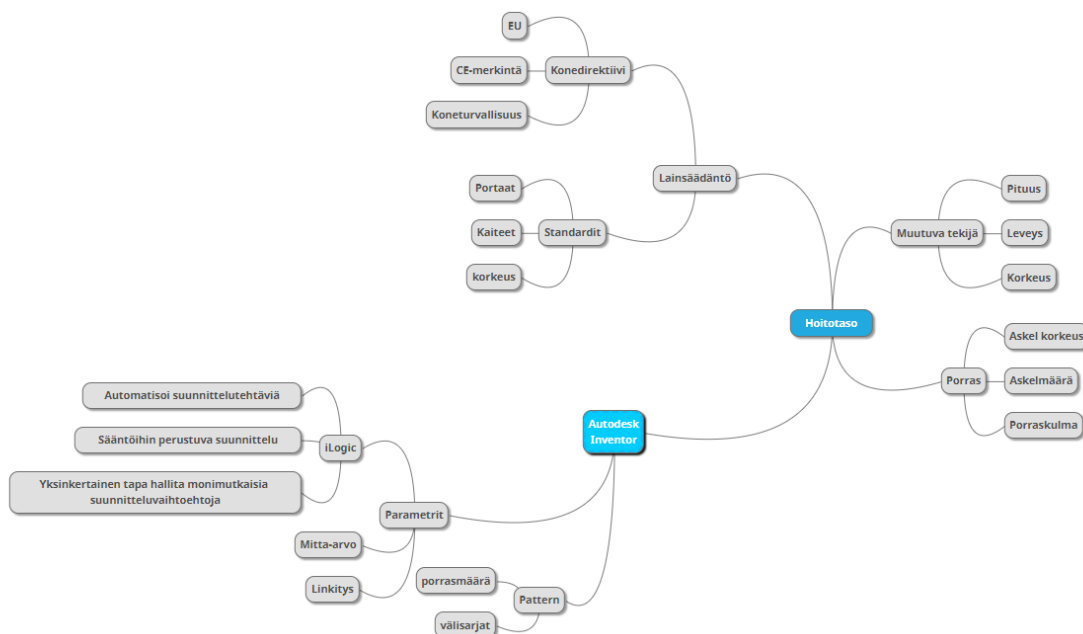 EU
CE-merkintä
Konedirektiivi
Koneturvallisuus
Lainsäädäntö
Portaat
Kaiteet
Standardit
korkeus
Pituus
Muutuva tekijä
Leveys
Korkeus
Hoitotaso
Askel korkeus
Porras
Askelmäärä
Porraskulma
Autodesk
Inventor
Automatisoi suunnittelutehtäviä
Sääntöihin perustuva suunnittelu
iLogic
Yksinkertainen tapa hallita monimutkaisia
suunnitteluvaihtoehtoja
Parametrit
Mitta-arvo
Linkitys
porrasmäärä
Pattern
välisarjat